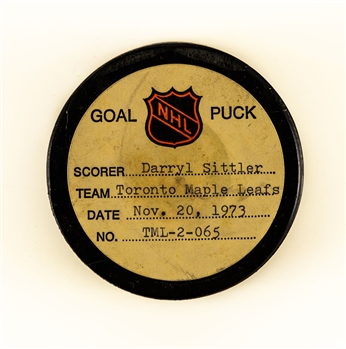 GOAL NHL PUCK
SCORER Darryl Sittler
TEAM Toronto Maple Leafs
DATE Nov. 20, 1973
NO. TML-2-065